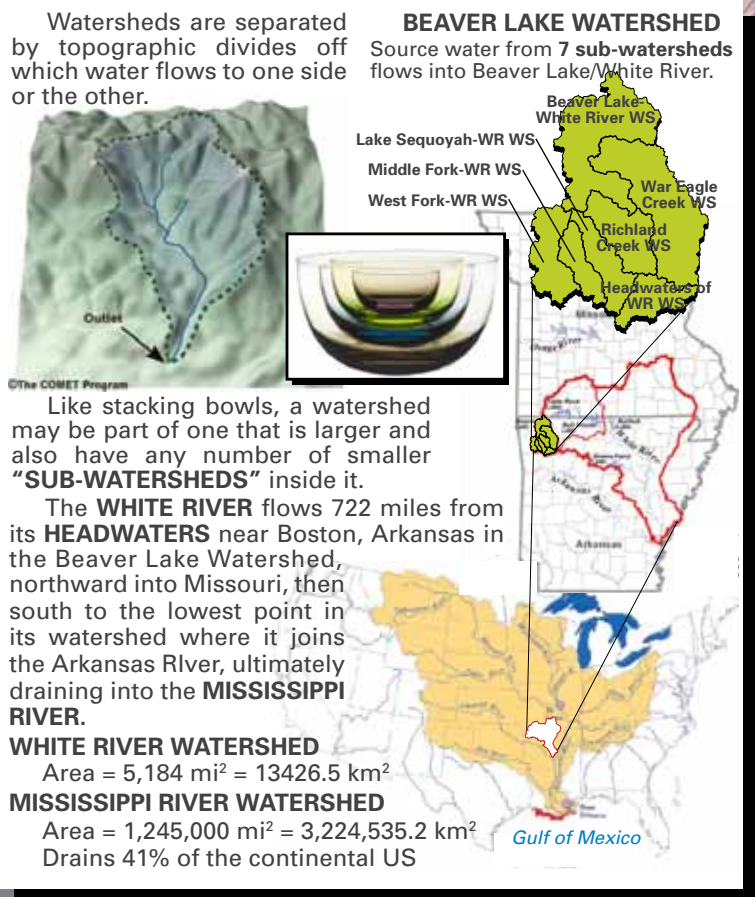 Watersheds are separated
by topographic divides off
which water flows to one side
or the other.
BEAVER LAKE WATERSHED
Source water from 7 sub-watersheds
flows into Beaver Lake/White River.
Beaver Lake-
White River WS
Lake Sequoyah-WR WS
Middle Fork-WR WS
West Fork-WR WS
War Eagle
Creek WS
Richland
Creek WS
Headwaters of
WR WS
Outlet
©The COMET Program
Osage River
White River
Arkansas River
Arkansas
Like stacking bowls, a watershed
may be part of one that is larger and
also have any number of smaller
“SUB-WATERSHEDS” inside it.
The WHITE RIVER flows 722 miles from
its HEADWATERS near Boston, Arkansas in
the Beaver Lake Watershed,
northward into Missouri, then
south to the lowest point in
its watershed where it joins
the Arkansas RIver, ultimately
draining into the MISSISSIPPI
RIVER.
WHITE RIVER WATERSHED
Area = 5,184 mi² = 13426.5 km²
MISSISSIPPI RIVER WATERSHED
Area = 1,245,000 mi² = 3,224,535.2 km²
Drains 41% of the continental US
Gulf of Mexico